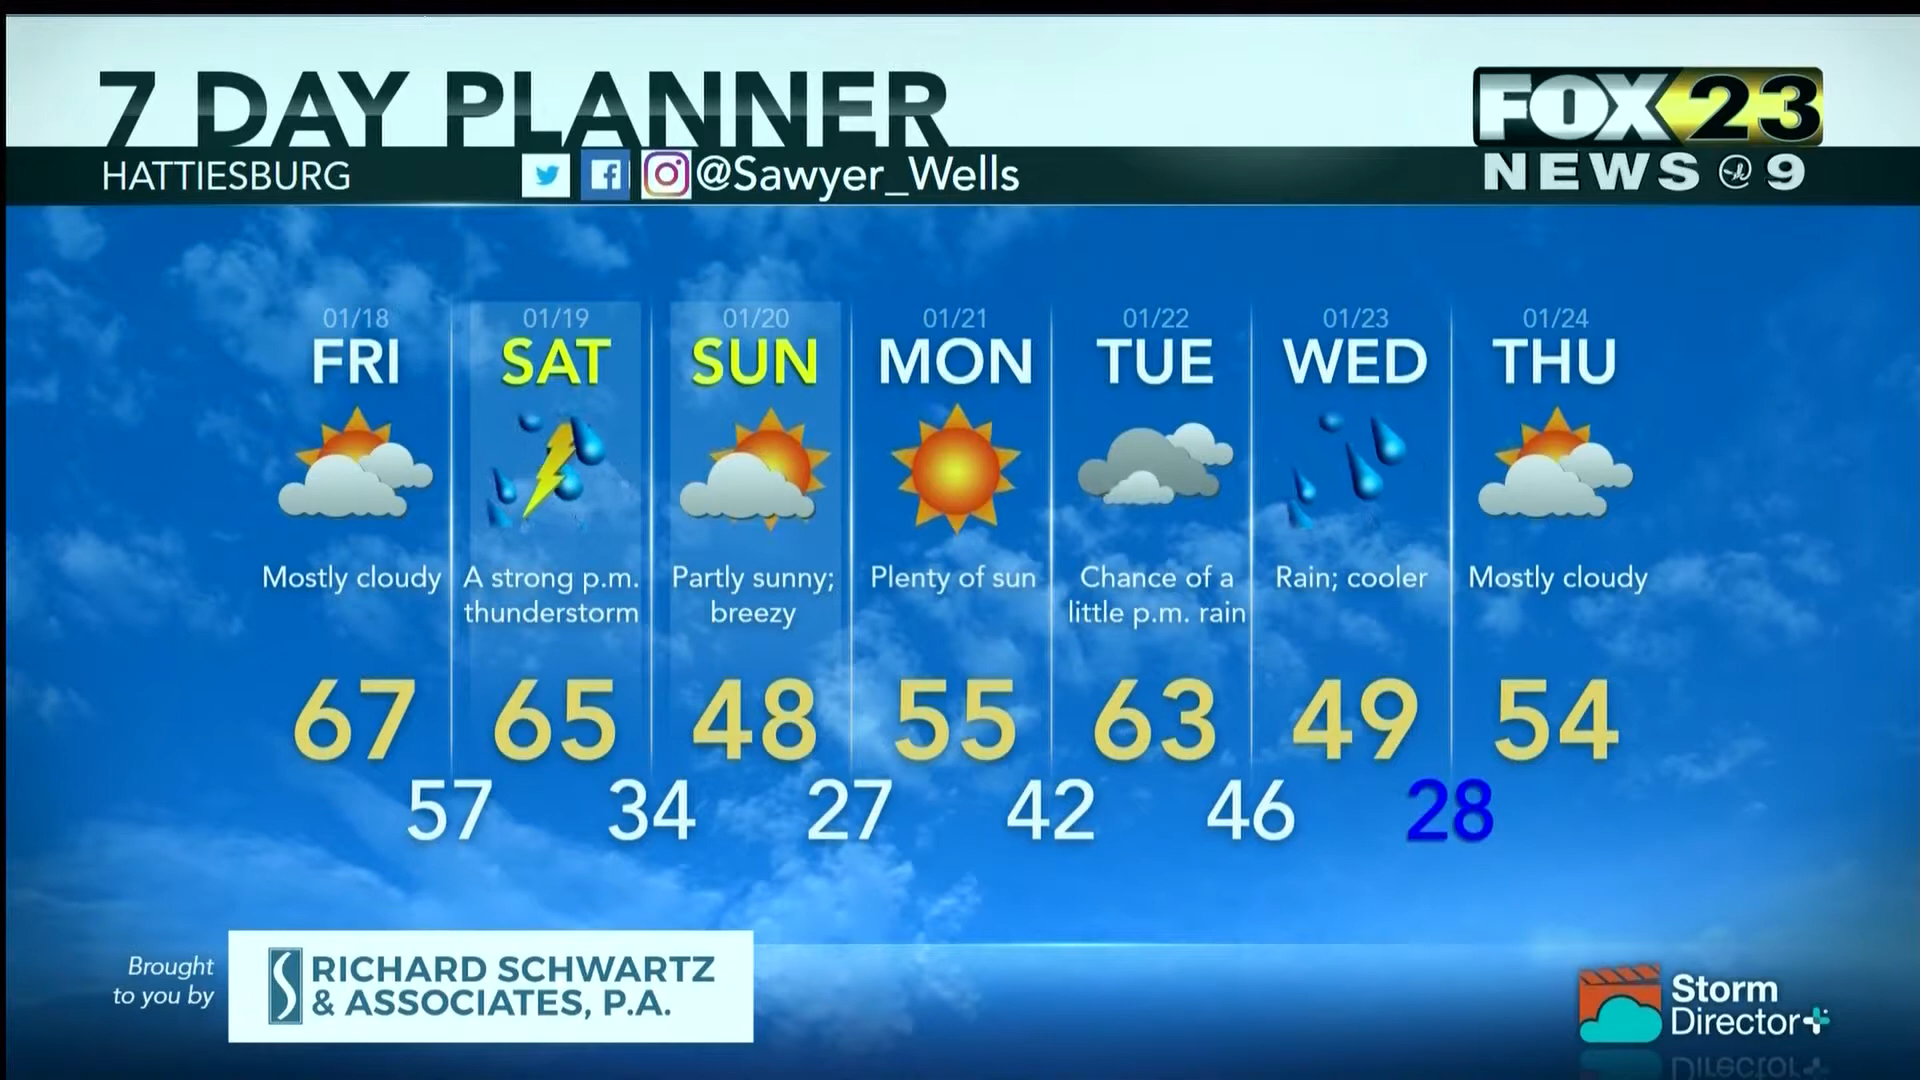 7 DAY PLANNER
FOX 23
HATTIESBURG
@Sawyer_Wells
NEWS @ 9
01/18 01/19 01/20 01/21 01/22 01/23 01/24
FRI SAT SUN MON TUE WED THU
Mostly cloudy
A strong p.m.
thunderstorm
Partly sunny;
breezy
Plenty of sun
Chance of a
little p.m. rain
Rain; cooler
Mostly cloudy
67 65 48 55 63 49 54
57 34 27 42 46 28
Brought
to you by
RICHARD SCHWARTZ
& ASSOCIATES, P.A.
Storm
Director+